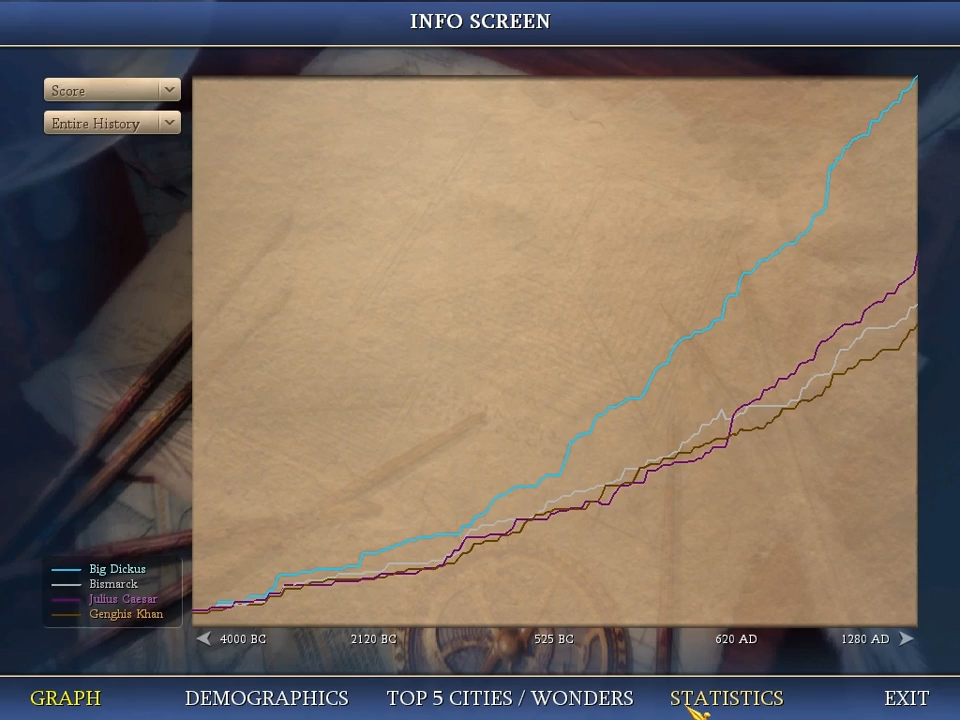 INFO SCREEN
Score
Entire History
Big Dickus
Bismarck
Julius Caesar
Genghis Khan
4000 BC 2120 BC 525 BC 620 AD 1280 AD
GRAPH DEMOGRAPHICS TOP 5 CITIES / WONDERS STATISTICS EXIT